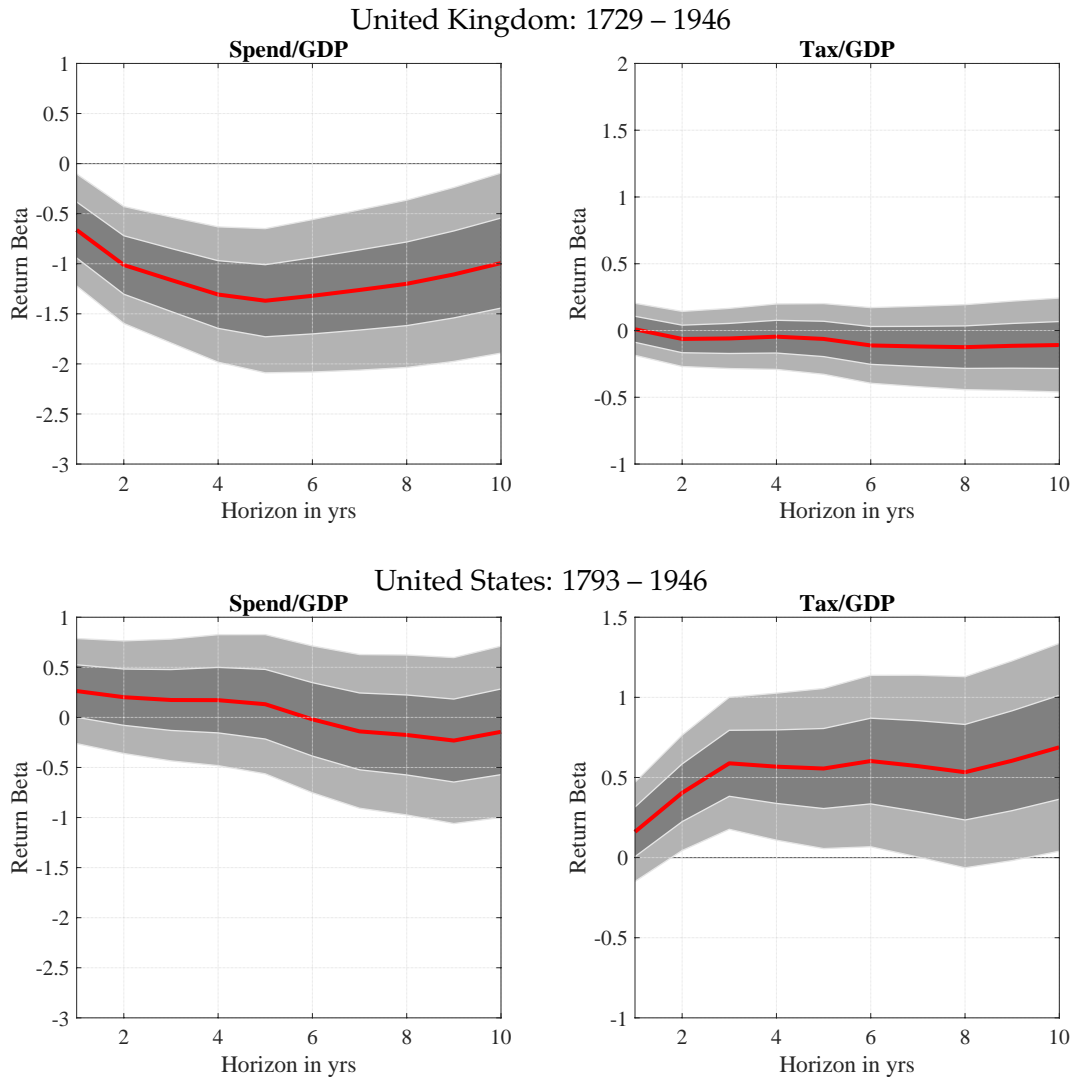 United Kingdom: 1729 – 1946
Spend/GDP
1
0.5
0
-0.5
-1
-1.5
-2
-2.5
-3
Return Beta
2 4 6 8 10
Horizon in yrs
Tax/GDP
2
1.5
1
0.5
0
-0.5
-1
Return Beta
2 4 6 8 10
Horizon in yrs
United States: 1793 – 1946
Spend/GDP
1
0.5
0
-0.5
-1
-1.5
-2
-2.5
-3
Return Beta
2 4 6 8 10
Horizon in yrs
Tax/GDP
1.5
1
0.5
0
-0.5
-1
Return Beta
2 4 6 8 10
Horizon in yrs